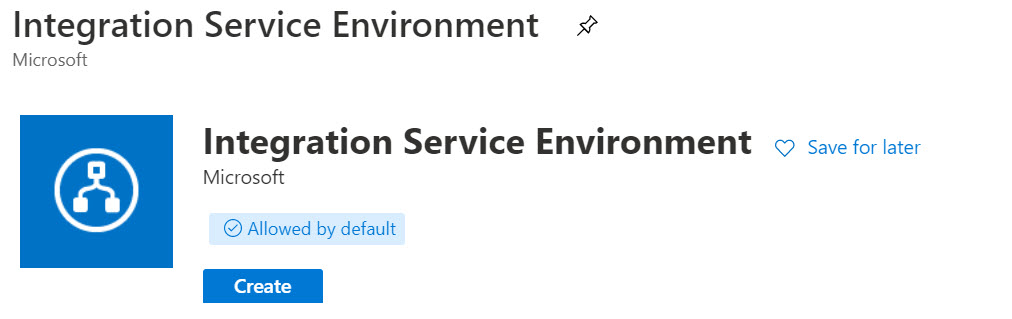 Integration Service Environment
Microsoft
Integration Service Environment
Save for later
Microsoft
Allowed by default
Create